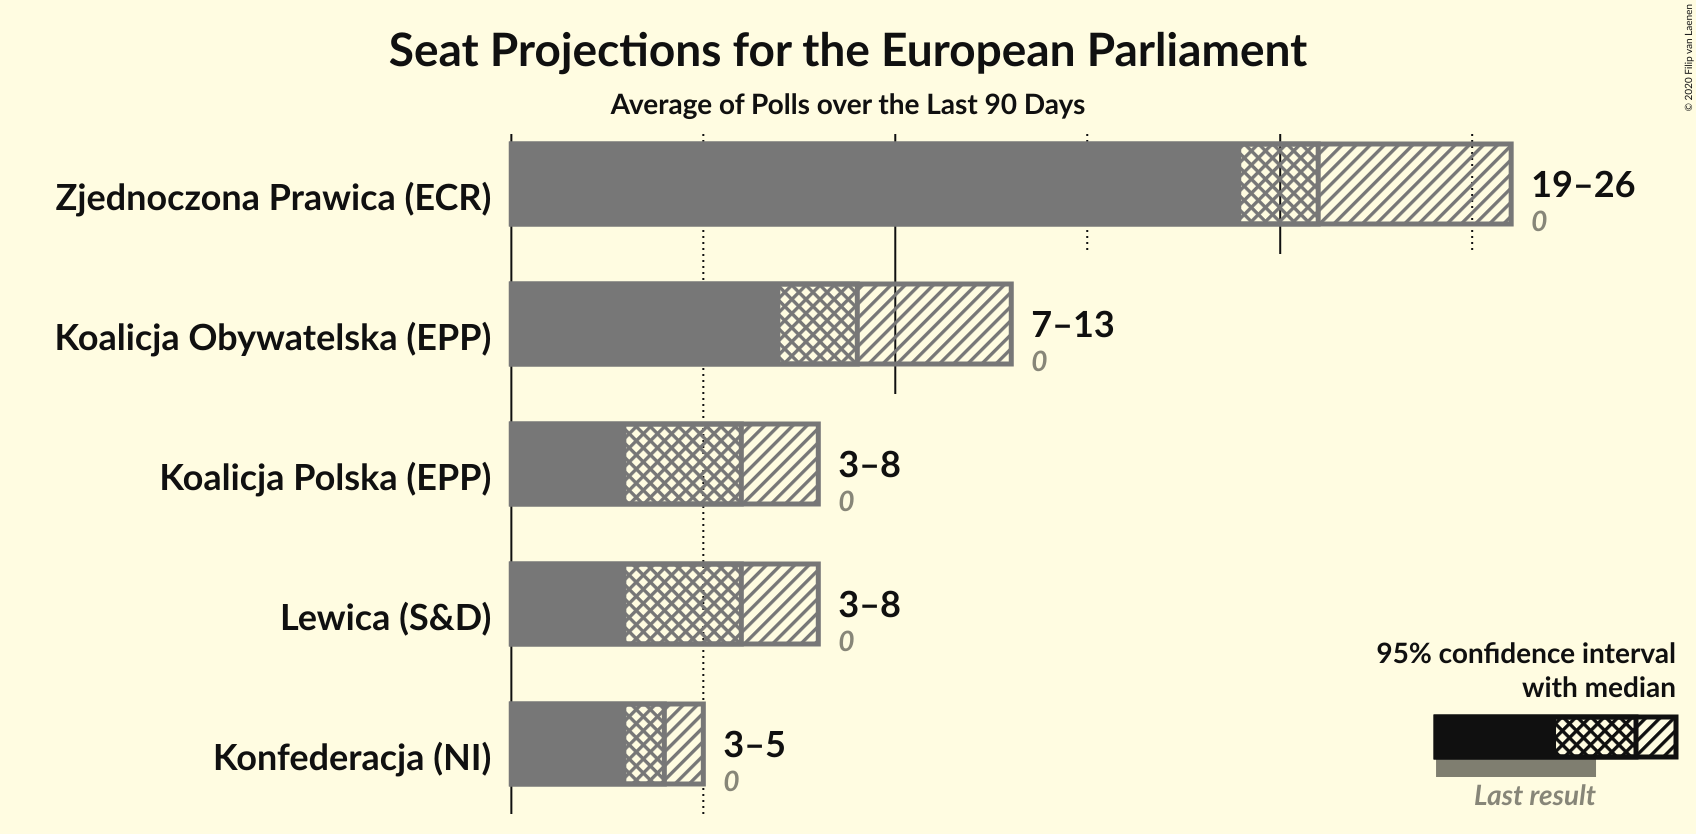 Seat Projections for the European Parliament
Average of Polls over the Last 90 Days
© 2020 Filip van Laenen
Zjednoczona Prawica (ECR)
19–26
0
Koalicja Obywatelska (EPP)
7–13
0
Koalicja Polska (EPP)
3–8
0
Lewica (S&D)
3–8
0
Konfederacja (NI)
3–5
0
95% confidence interval
with median
Last result